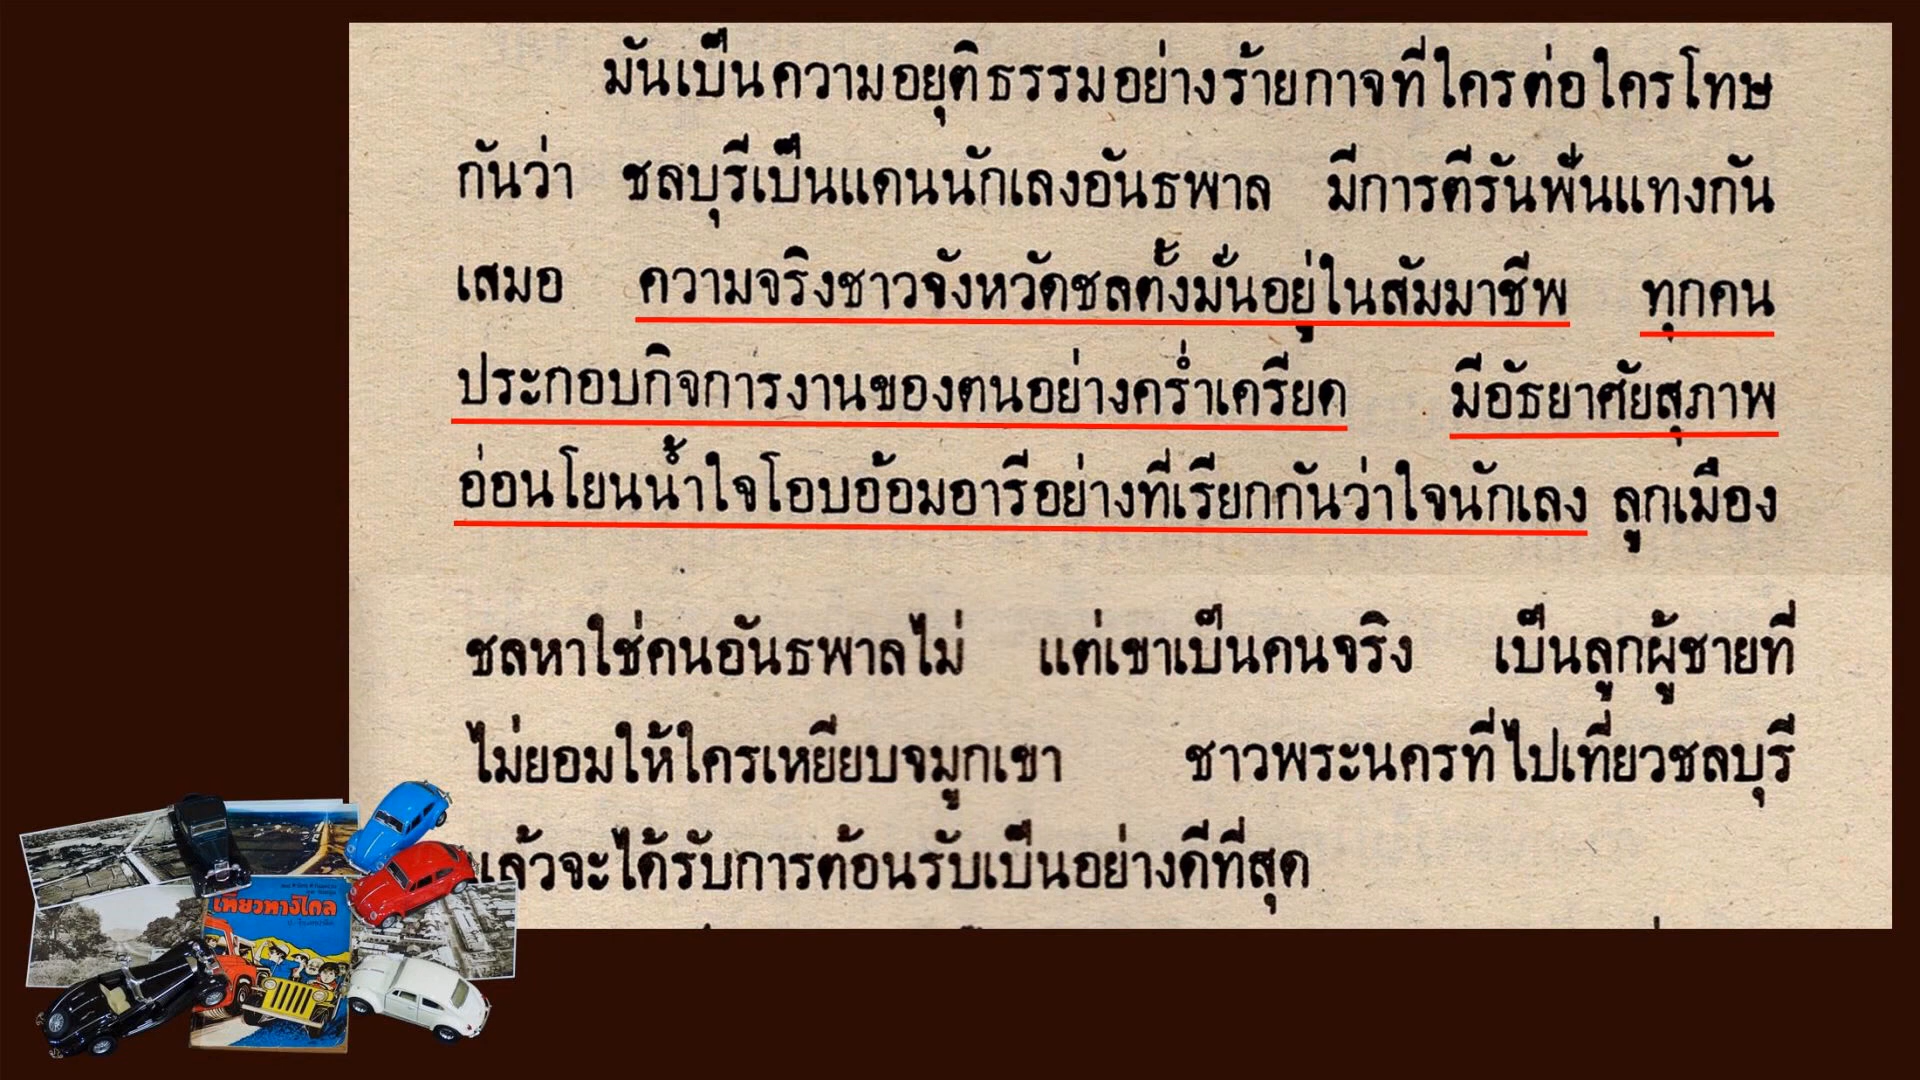 มันเป็นความอยุติธรรมอย่างร้ายกาจที่ใครต่อใครโทษ
กันว่า ชลบุรีเป็นแดนนักเลงอันธพาล มีการตีรันฟันแทงกัน
เสมอ ความจริงชาวจังหวัดชลตั้งมั่นอยู่ในสัมมาชีพ ทุกคน
ประกอบกิจการงานของตนอย่างคร่ำเครียด มีอัธยาศัยสุภาพ
อ่อนโยนน้ำใจโอบอ้อมอารีอย่างที่เรียกกันว่าใจนักเลง ลูกเมือง
ชลหาใช่คนอันธพาลไม่ แต่เขาเป็นคนจริง เป็นลูกผู้ชายที่
ไม่ยอมให้ใครเหยียบจมูกเขา ชาวพระนครที่ไปเที่ยวชลบุรี
แล้วจะได้รับการต้อนรับเป็นอย่างดีที่สุด
เที่ยวทางไกล